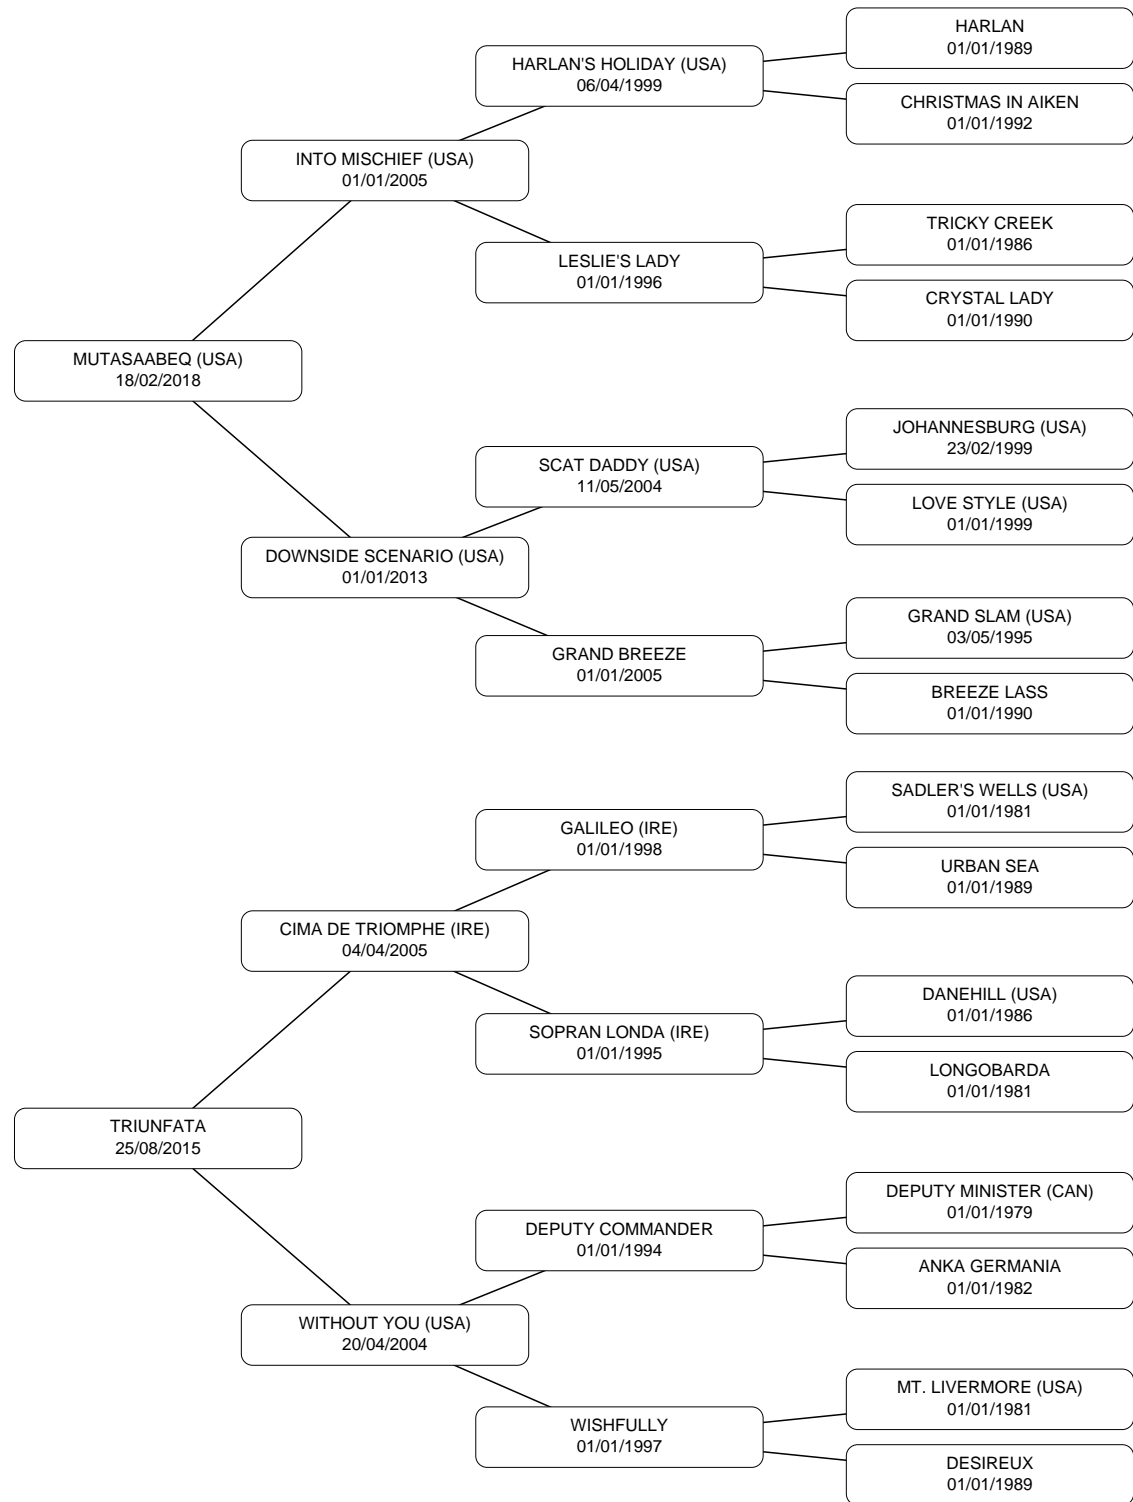 HARLAN
01/01/1989
HARLAN'S HOLIDAY (USA)
06/04/1999
CHRISTMAS IN AIKEN
01/01/1992
INTO MISCHIEF (USA)
01/01/2005
TRICKY CREEK
01/01/1986
LESLIE'S LADY
01/01/1996
CRYSTAL LADY
01/01/1990
MUTASAABEQ (USA)
18/02/2018
JOHANNESBURG (USA)
23/02/1999
SCAT DADDY (USA)
11/05/2004
LOVE STYLE (USA)
01/01/1999
DOWNSIDE SCENARIO (USA)
01/01/2013
GRAND SLAM (USA)
03/05/1995
GRAND BREEZE
01/01/2005
BREEZE LASS
01/01/1990
SADLER'S WELLS (USA)
01/01/1981
GALILEO (IRE)
01/01/1998
URBAN SEA
01/01/1989
CIMA DE TRIOMPHE (IRE)
04/04/2005
DANEHILL (USA)
01/01/1986
SOPRAN LONDA (IRE)
01/01/1995
LONGOBARDA
01/01/1981
TRIUNFATA
25/08/2015
DEPUTY MINISTER (CAN)
01/01/1979
DEPUTY COMMANDER
01/01/1994
ANKA GERMANIA
01/01/1982
WITHOUT YOU (USA)
20/04/2004
MT. LIVERMORE (USA)
01/01/1981
WISHFULLY
01/01/1997
DESIREUX
01/01/1989